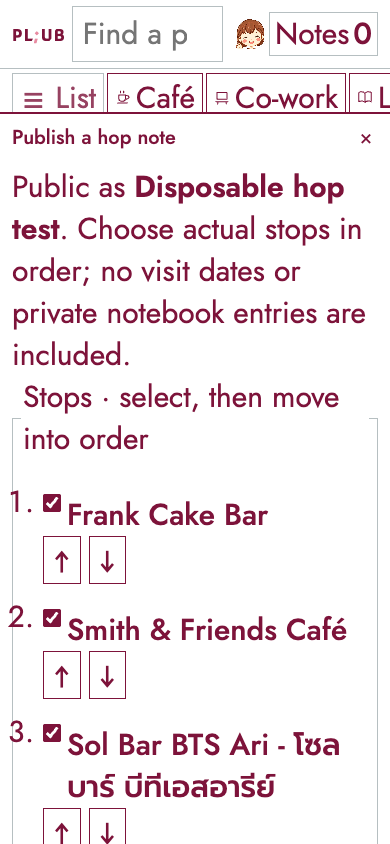 PL;UB Find a p Notes 0
List Café Co-work L
Publish a hop note ×
Public as Disposable hop
test. Choose actual stops in
order; no visit dates or
private notebook entries are
included.
Stops · select, then move
into order
1. Frank Cake Bar
↑ ↓
2. Smith & Friends Café
↑ ↓
3. Sol Bar BTS Ari - โซล
บาร์ บีทีเอสอารีย์
↑ ↓